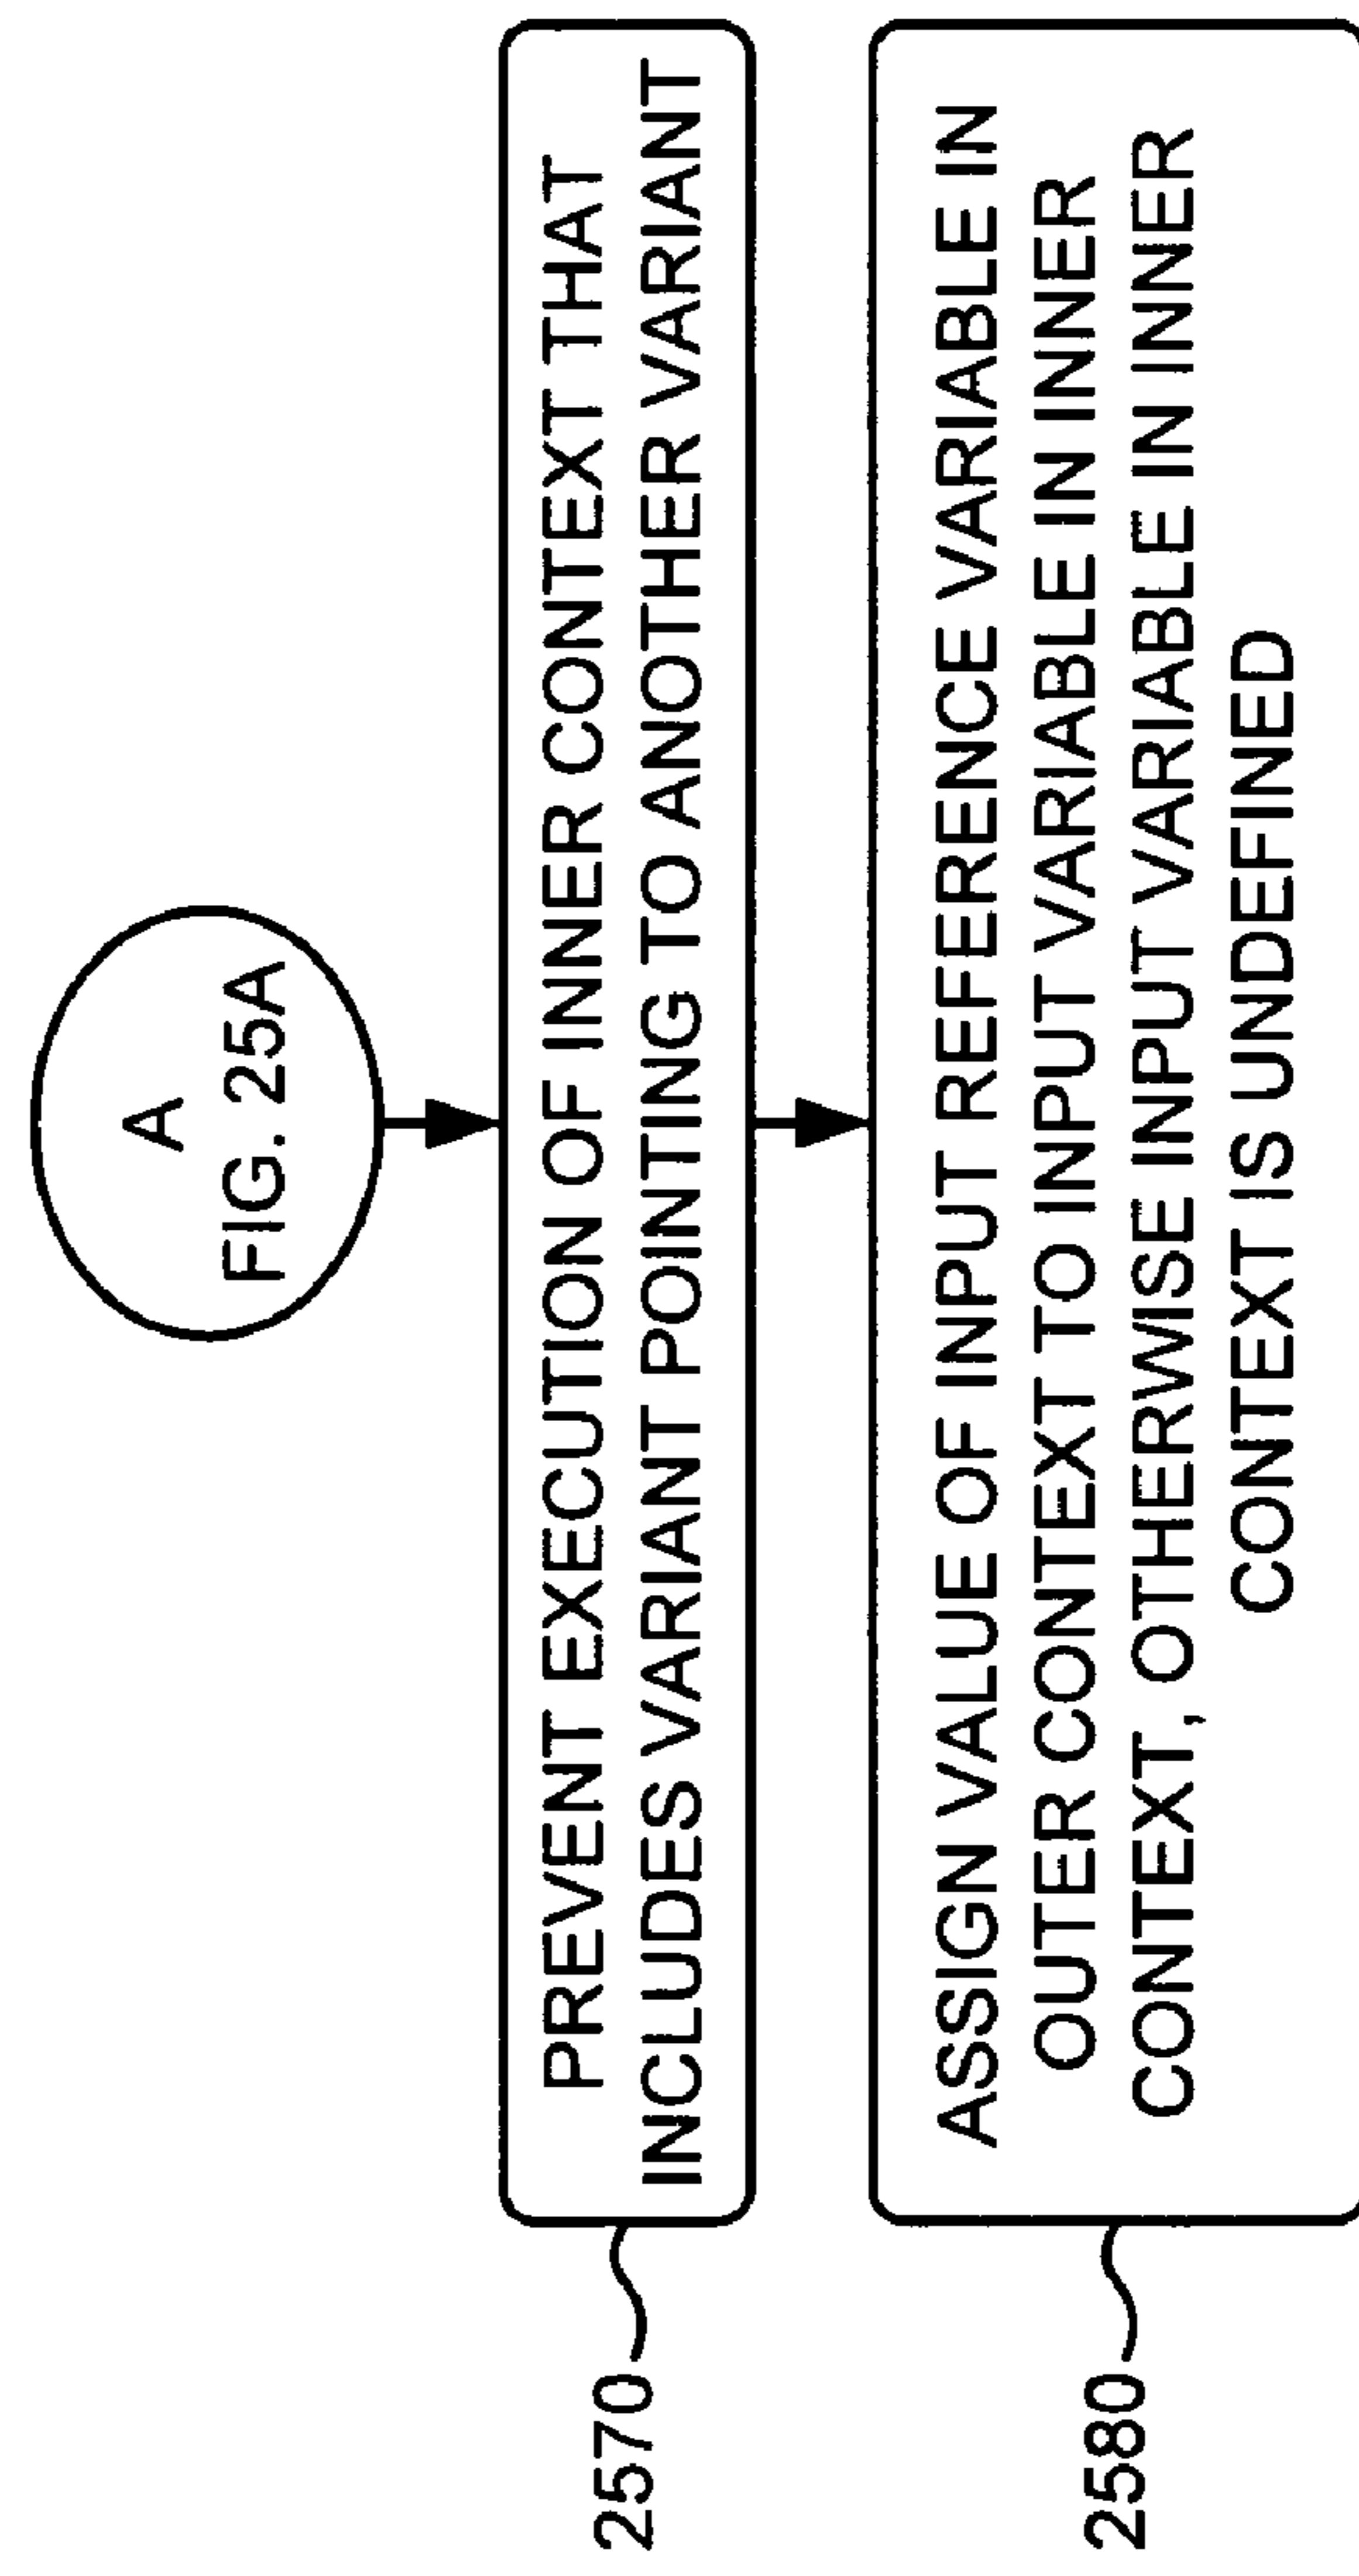 A
FIG. 25A
2570
PREVENT EXECUTION OF INNER CONTEXT THAT
INCLUDES VARIANT POINTING TO ANOTHER VARIANT
2580
ASSIGN VALUE OF INPUT REFERENCE VARIABLE IN
OUTER CONTEXT TO INPUT VARIABLE IN INNER
CONTEXT, OTHERWISE INPUT VARIABLE IN INNER
CONTEXT IS UNDEFINED